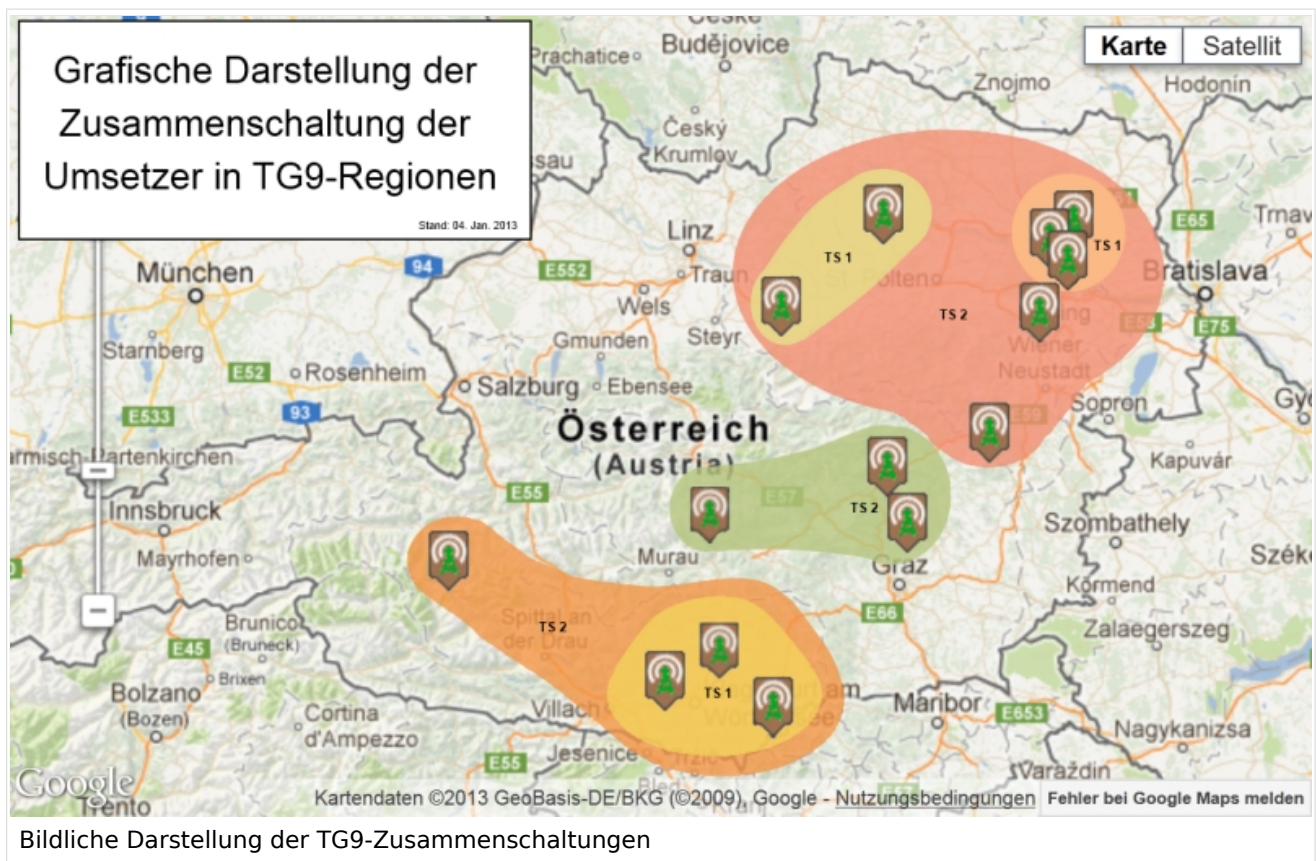 Grafische Darstellung der
Zusammenschaltung der
Umsetzer in TG9-Regionen
Stand: 04. Jan. 2013
Karte
Satellit
Budějovice
Prachatice
Znojmo
Hodonín
Český
Krumlov
Linz
TS 1
TS 1
E65
München
94
E552
Traun
Bratislava
Wels
TS 2
Steyr
E75
Starnberg
Gmunden
Wiener
Neustadt
E52
Rosenheim
Salzburg
Ebensee
Sopron
E533
93
E59
Österreich
(Austria)
Kapuvár
E55
E57
TS 2
Innsbruck
Szombathely
Mayrhofen
Murau
Graz
Körmend
E66
Brunico
(Bruneck)
Spittal an
der Drau
TS 2
Zalaegerszeg
E45
Brixen
Bolzano
(Bozen)
TS 1
Villach
Maribor
E653
Cortina
d'Ampezzo
Nagykanizsa
E55
Jesenice
Varaždin
Google
Kartendaten ©2013 GeoBasis-DE/BKG (©2009), Google - Nutzungsbedingungen
Fehler bei Google Maps melden
Bildliche Darstellung der TG9-Zusammenschaltungen